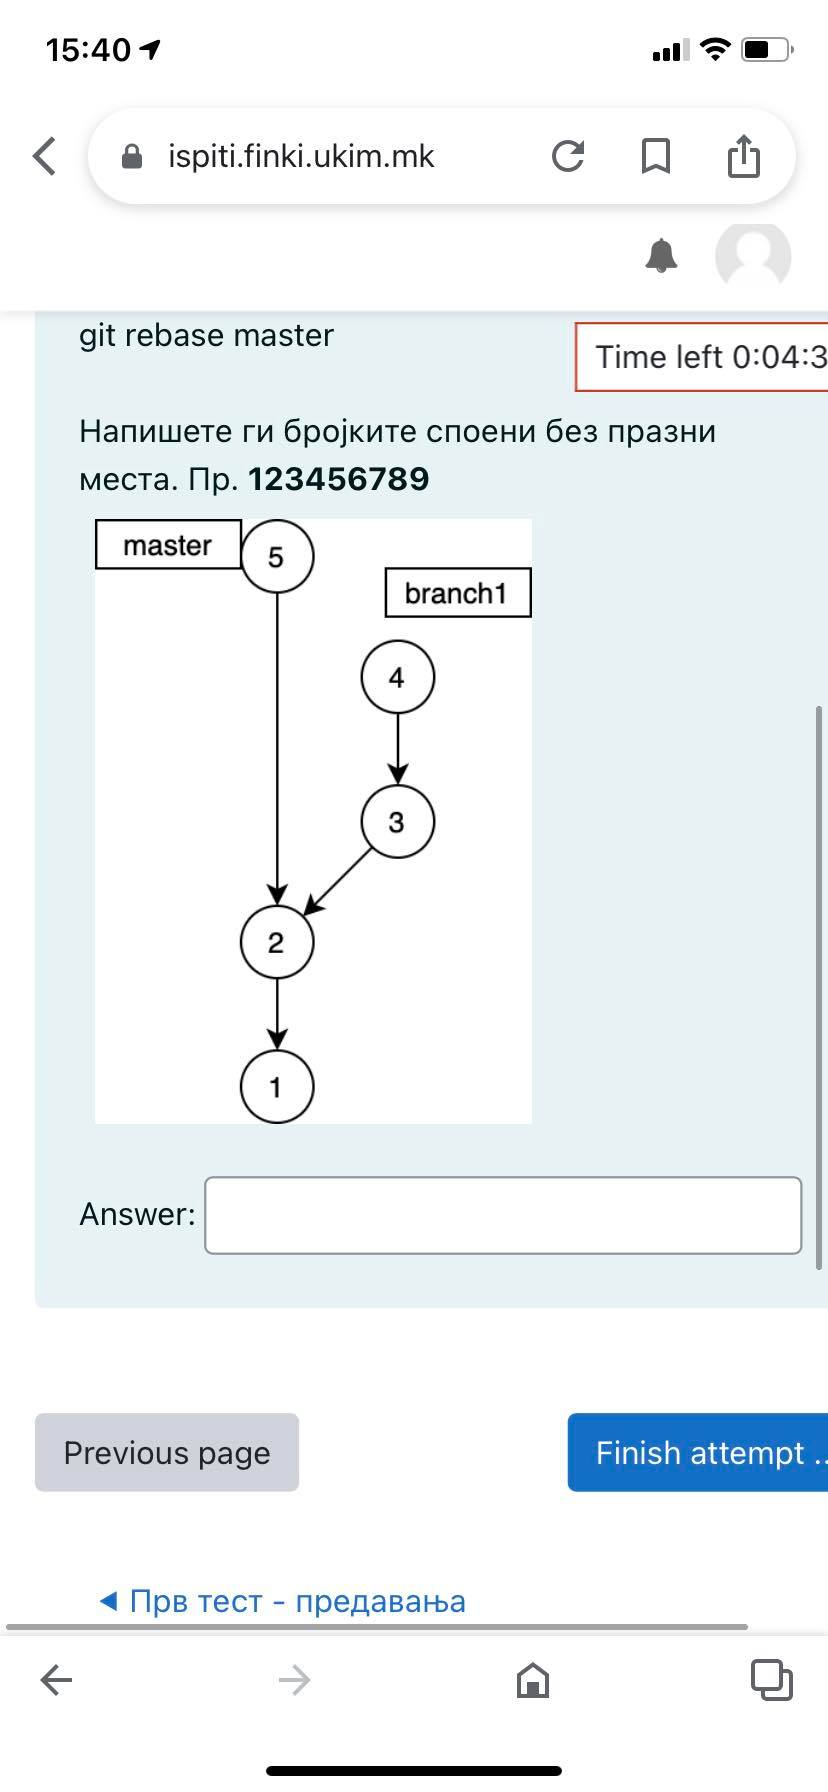 15:40
ispiti.finki.ukim.mk
git rebase master
Time left 0:04:3
Напишете ги бројките споени без празни
места. Пр. 123456789
master
5
branch1
4
3
2
1
Answer:
Previous page
Finish attempt ..
◄ Прв тест - предавања